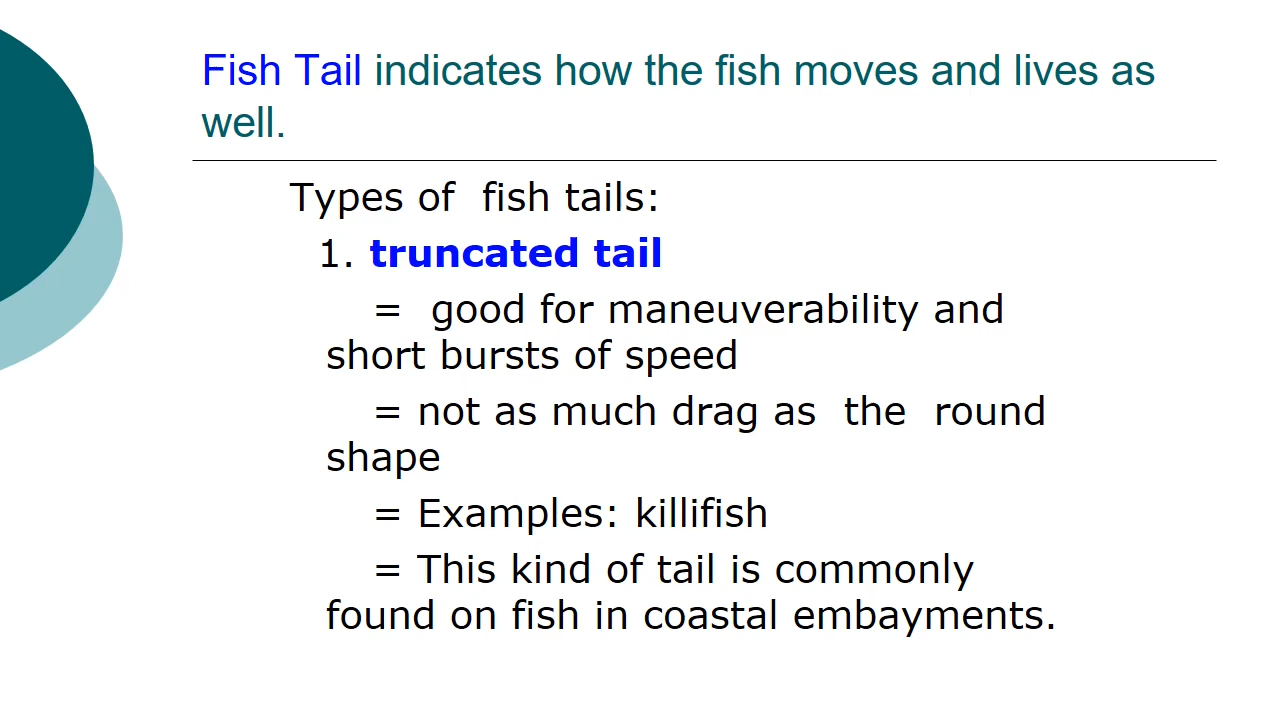 Fish Tail indicates how the fish moves and lives as
well.
Types of  fish tails:
1. truncated tail
=  good for maneuverability and
short bursts of speed
= not as much drag as  the  round
shape
= Examples: killifish
= This kind of tail is commonly
found on fish in coastal embayments.